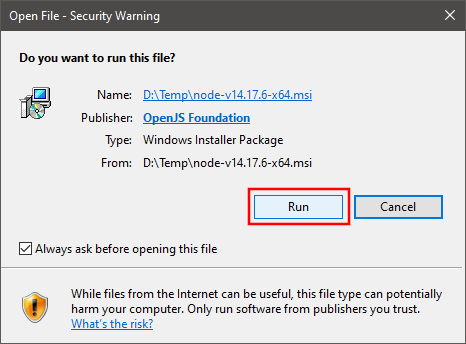 Open File - Security Warning
Do you want to run this file?
Name: D:\Temp\node-v14.17.6-x64.msi
Publisher: OpenJS Foundation
Type: Windows Installer Package
From: D:\Temp\node-v14.17.6-x64.msi
Run Cancel
Always ask before opening this file
While files from the Internet can be useful, this file type can potentially
harm your computer. Only run software from publishers you trust.
What's the risk?